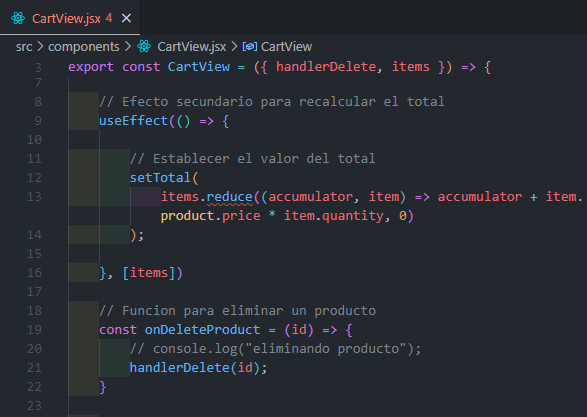 CartView.jsx 4 ×
src > components > CartView.jsx > CartView
3 export const CartView = ({ handlerDelete, items }) => {
7
8 // Efecto secundario para recalcular el total
9 useEffect(() => {
10
11 // Establecer el valor del total
12 setTotal(
13 items.reduce((accumulator, item) => accumulator + item.
product.price * item.quantity, 0)
14 );
15
16 }, [items])
17
18 // Funcion para eliminar un producto
19 const onDeleteProduct = (id) => {
20 // console.log("eliminando producto");
21 handlerDelete(id);
22 }
23